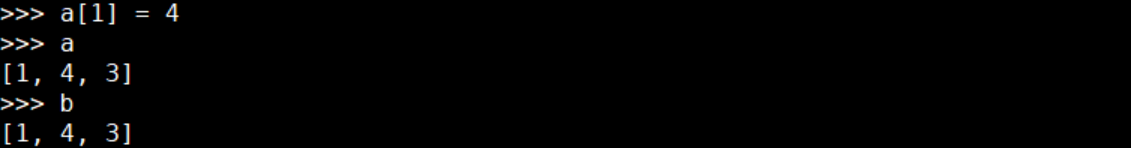 >>> a[1] = 4
>>> a
[1, 4, 3]
>>> b
[1, 4, 3]